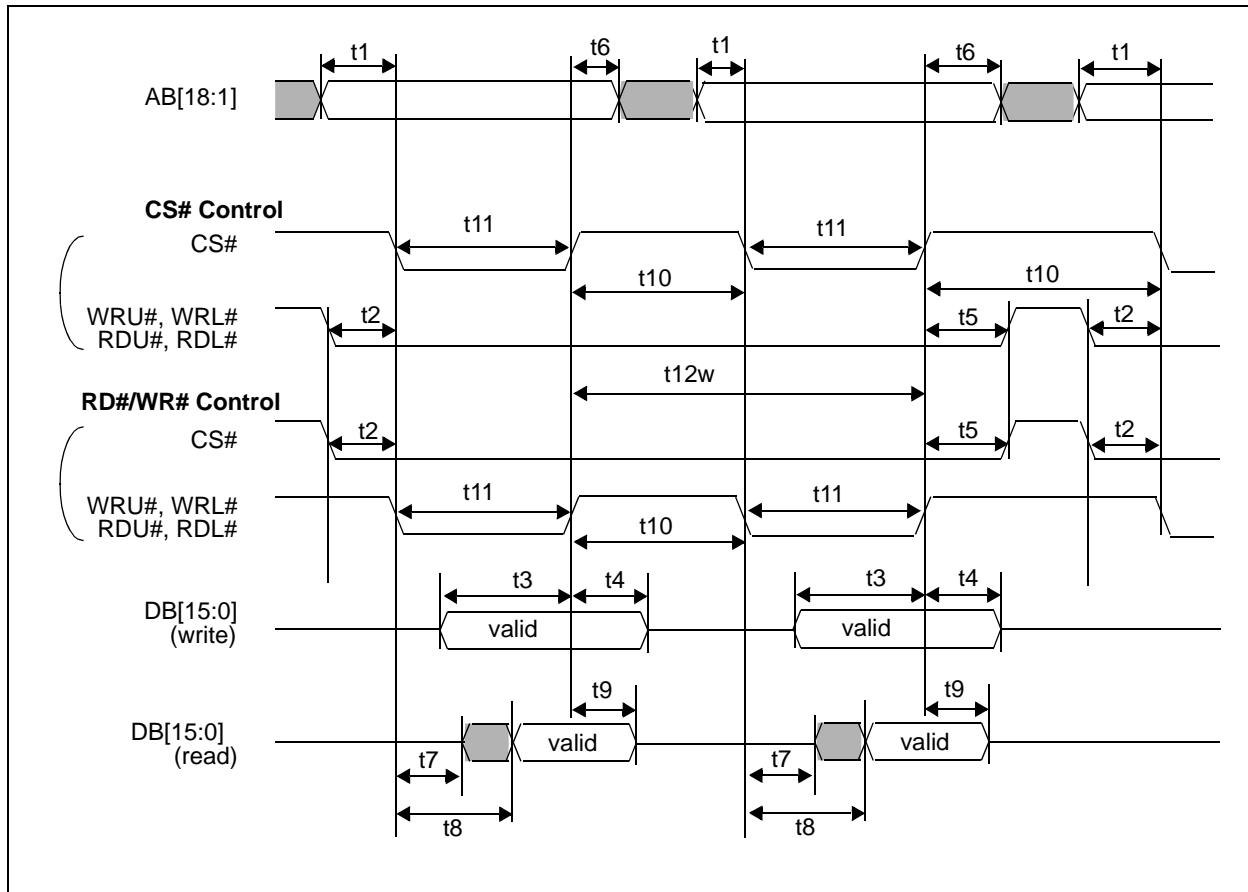 t1 t6 t1 t6 t1
AB[18:1]
CS# Control
t11 t11
CS#
t10 t10
WRU#, WRL#
RDU#, RDL#
t2 t5 t2
t12w
RD#/WR# Control
t2 t5 t2
CS#
t11 t11
WRU#, WRL#
RDU#, RDL#
t10 t10
t3 t4 t3 t4
DB[15:0]
(write)
valid valid
t9 t9
DB[15:0]
(read)
valid valid
t7 t7
t8 t8